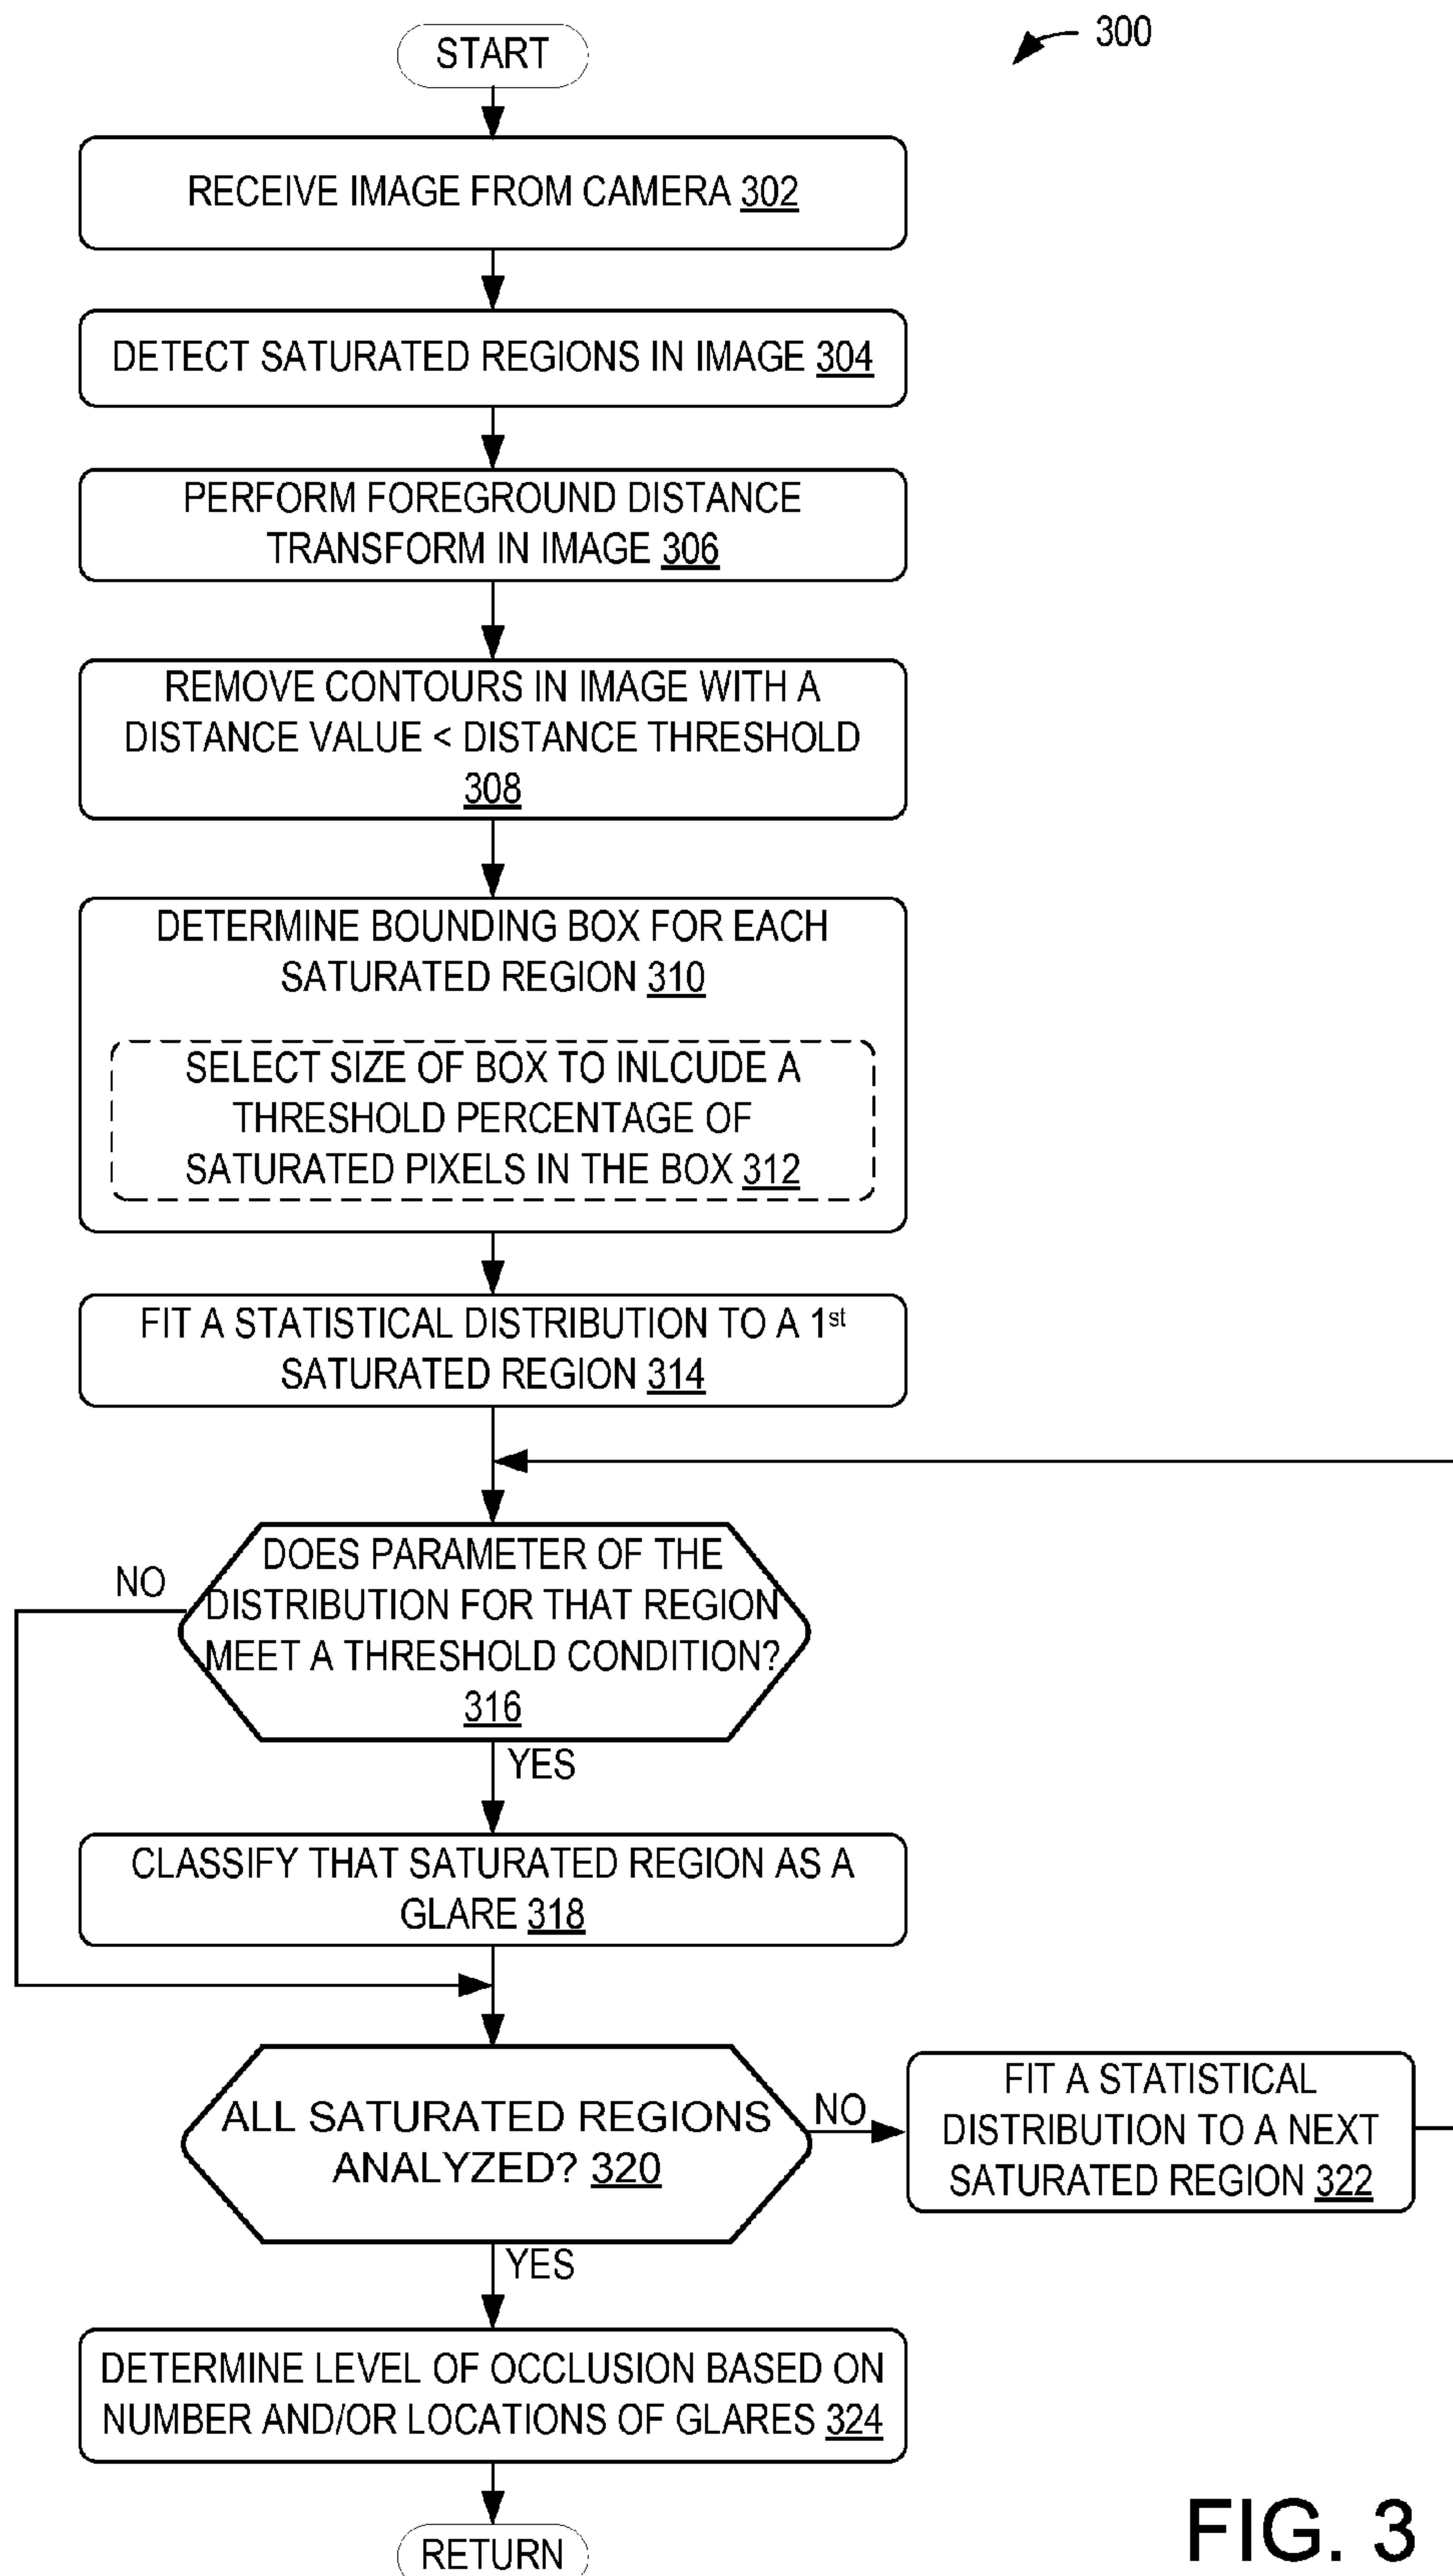 START
300
RECEIVE IMAGE FROM CAMERA 302
DETECT SATURATED REGIONS IN IMAGE 304
PERFORM FOREGROUND DISTANCE
TRANSFORM IN IMAGE 306
REMOVE CONTOURS IN IMAGE WITH A
DISTANCE VALUE < DISTANCE THRESHOLD
308
DETERMINE BOUNDING BOX FOR EACH
SATURATED REGION 310
SELECT SIZE OF BOX TO INLCUDE A
THRESHOLD PERCENTAGE OF
SATURATED PIXELS IN THE BOX 312
FIT A STATISTICAL DISTRIBUTION TO A 1st
SATURATED REGION 314
DOES PARAMETER OF THE
DISTRIBUTION FOR THAT REGION
MEET A THRESHOLD CONDITION?
316
NO
YES
CLASSIFY THAT SATURATED REGION AS A
GLARE 318
ALL SATURATED REGIONS
ANALYZED? 320
NO
FIT A STATISTICAL
DISTRIBUTION TO A NEXT
SATURATED REGION 322
YES
DETERMINE LEVEL OF OCCLUSION BASED ON
NUMBER AND/OR LOCATIONS OF GLARES 324
RETURN
FIG. 3